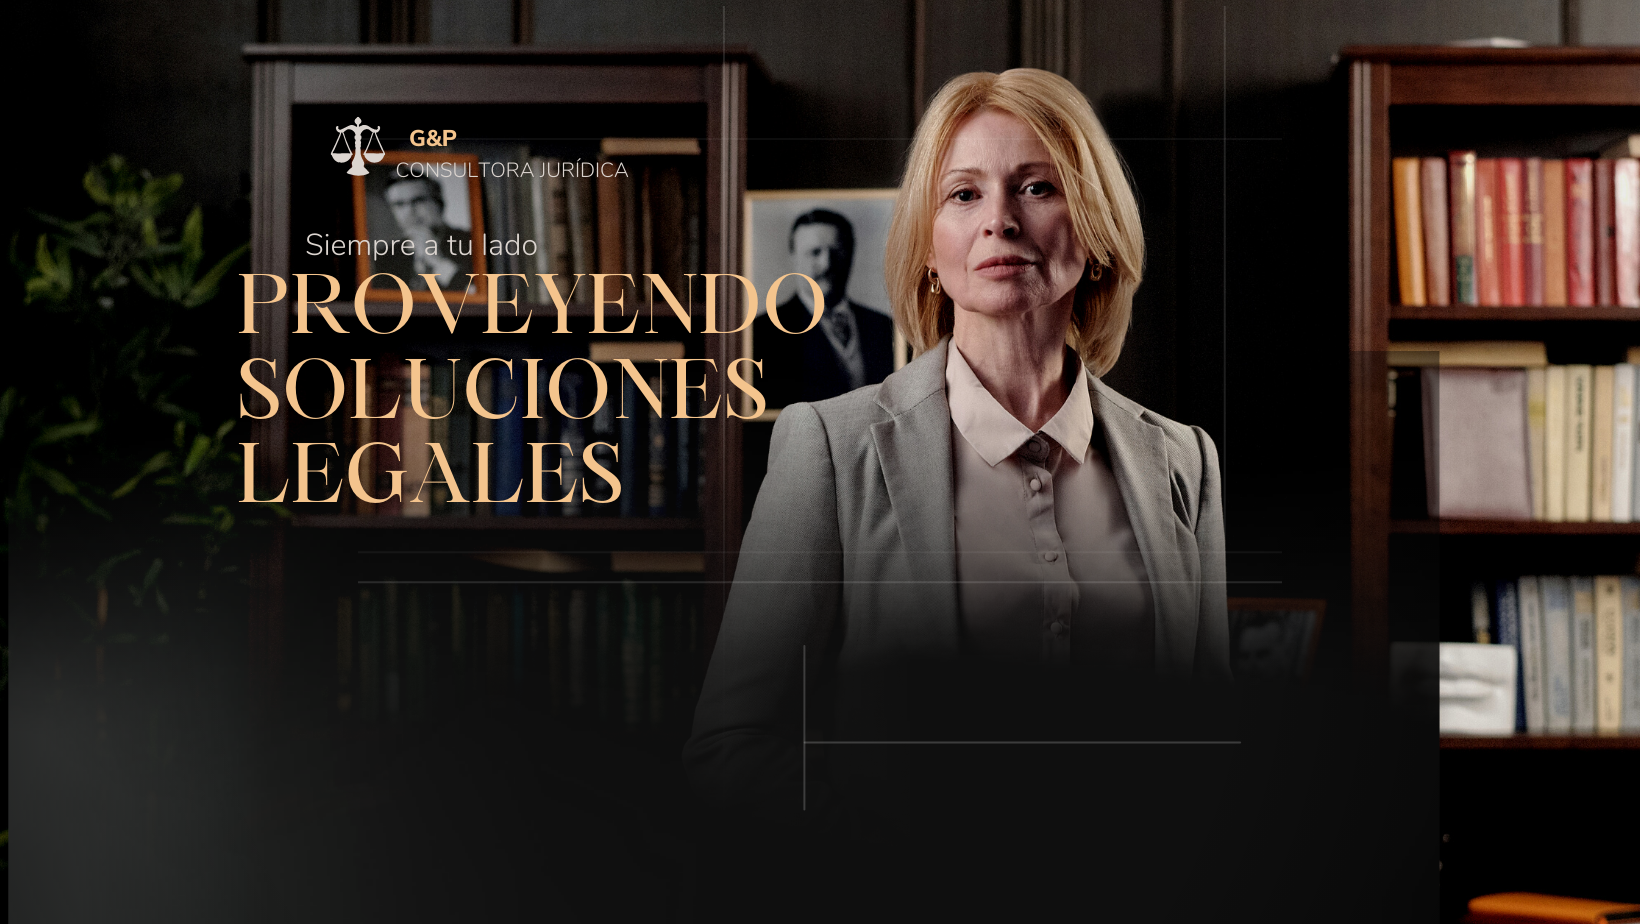 G&P
CONSULTORA JURÍDICA
Siempre a tu lado
PROVEYENDO
SOLUCIONES
LEGALES